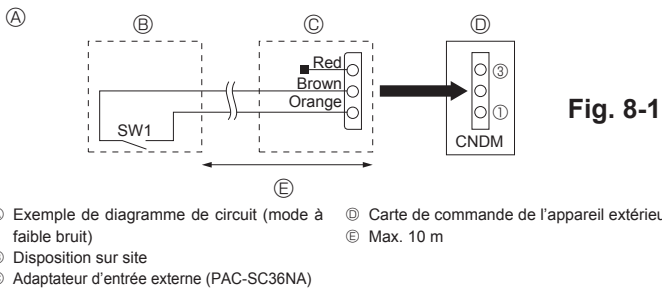 Ⓐ
Ⓑ
Ⓒ
Ⓓ
Red
Brown
Orange
SW1
③
①
CNDM
Fig. 8-1
Ⓔ
Exemple de diagramme de circuit (mode à
faible bruit)
Disposition sur site
Adaptateur d'entrée externe (PAC-SC36NA)
Ⓓ Carte de commande de l'appareil extérieu
Ⓔ Max. 10 m